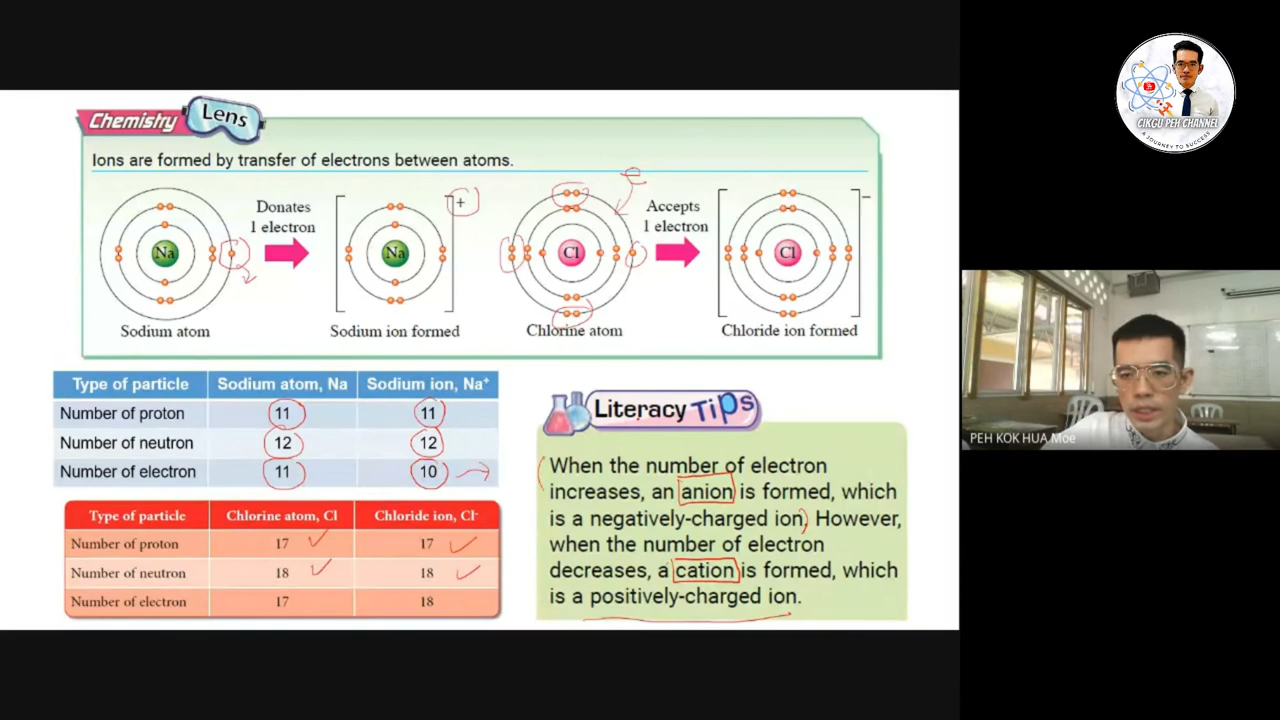 Chemistry Lens
Ions are formed by transfer of electrons between atoms.
Na
Donates
1 electron
Na
+
Cl
Accepts
1 electron
Cl
−
Sodium atom
Sodium ion formed
Chlorine atom
Chloride ion formed
Type of particle Sodium atom, Na Sodium ion, Na⁺
Number of proton 11 11
Number of neutron 12 12
Number of electron 11 10
Type of particle Chlorine atom, Cl Chloride ion, Cl⁻
Number of proton 17 17
Number of neutron 18 18
Number of electron 17 18
Literacy Tips
When the number of electron
increases, an anion is formed, which
is a negatively-charged ion. However,
when the number of electron
decreases, a cation is formed, which
is a positively-charged ion.
CIKGU PEH CHANNEL
A JOURNEY TO SUCCESS
PEH KOK HUA Moe